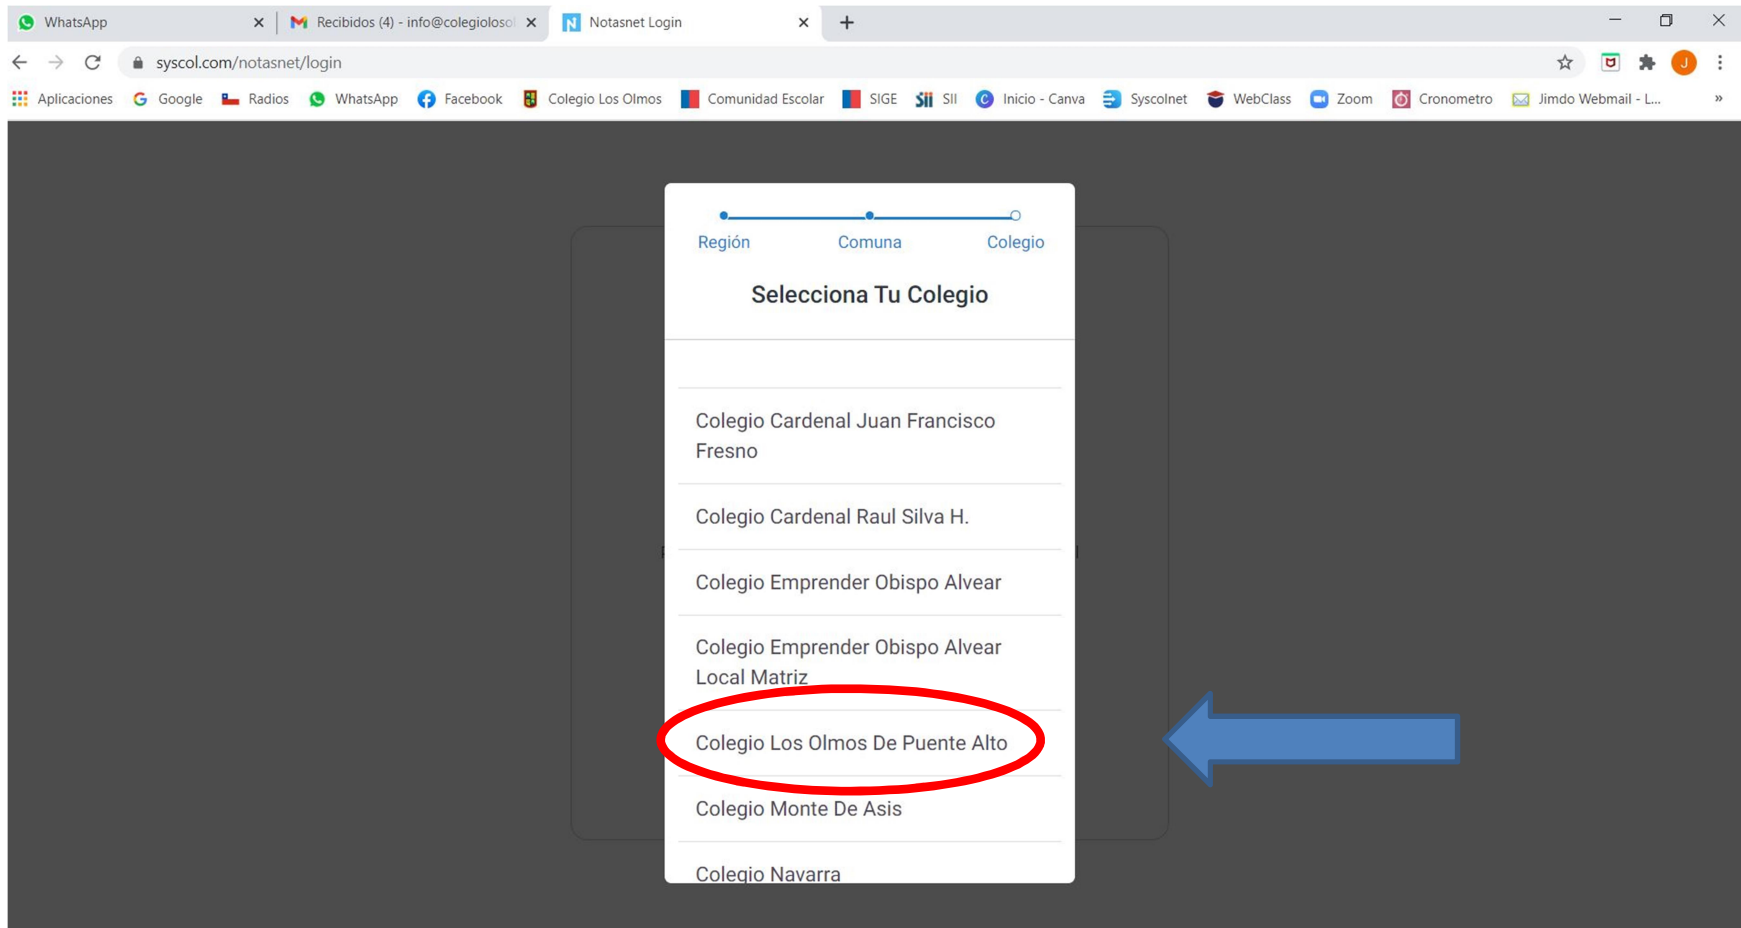 WhatsApp
Recibidos (4) - info@colegioloso
Notasnet Login
syscol.com/notasnet/login
Aplicaciones
Google
Radios
WhatsApp
Facebook
Colegio Los Olmos
Comunidad Escolar
SIGE
Sii SII
Inicio - Canva
Syscolnet
WebClass
Zoom
Cronometro
Jimdo Webmail - L...
»
J
Región
Comuna
Colegio
Selecciona Tu Colegio
Colegio Cardenal Juan Francisco
Fresno
Colegio Cardenal Raul Silva H.
Colegio Emprender Obispo Alvear
Colegio Emprender Obispo Alvear
Local Matriz
Colegio Los Olmos De Puente Alto
Colegio Monte De Asis
Colegio Navarra